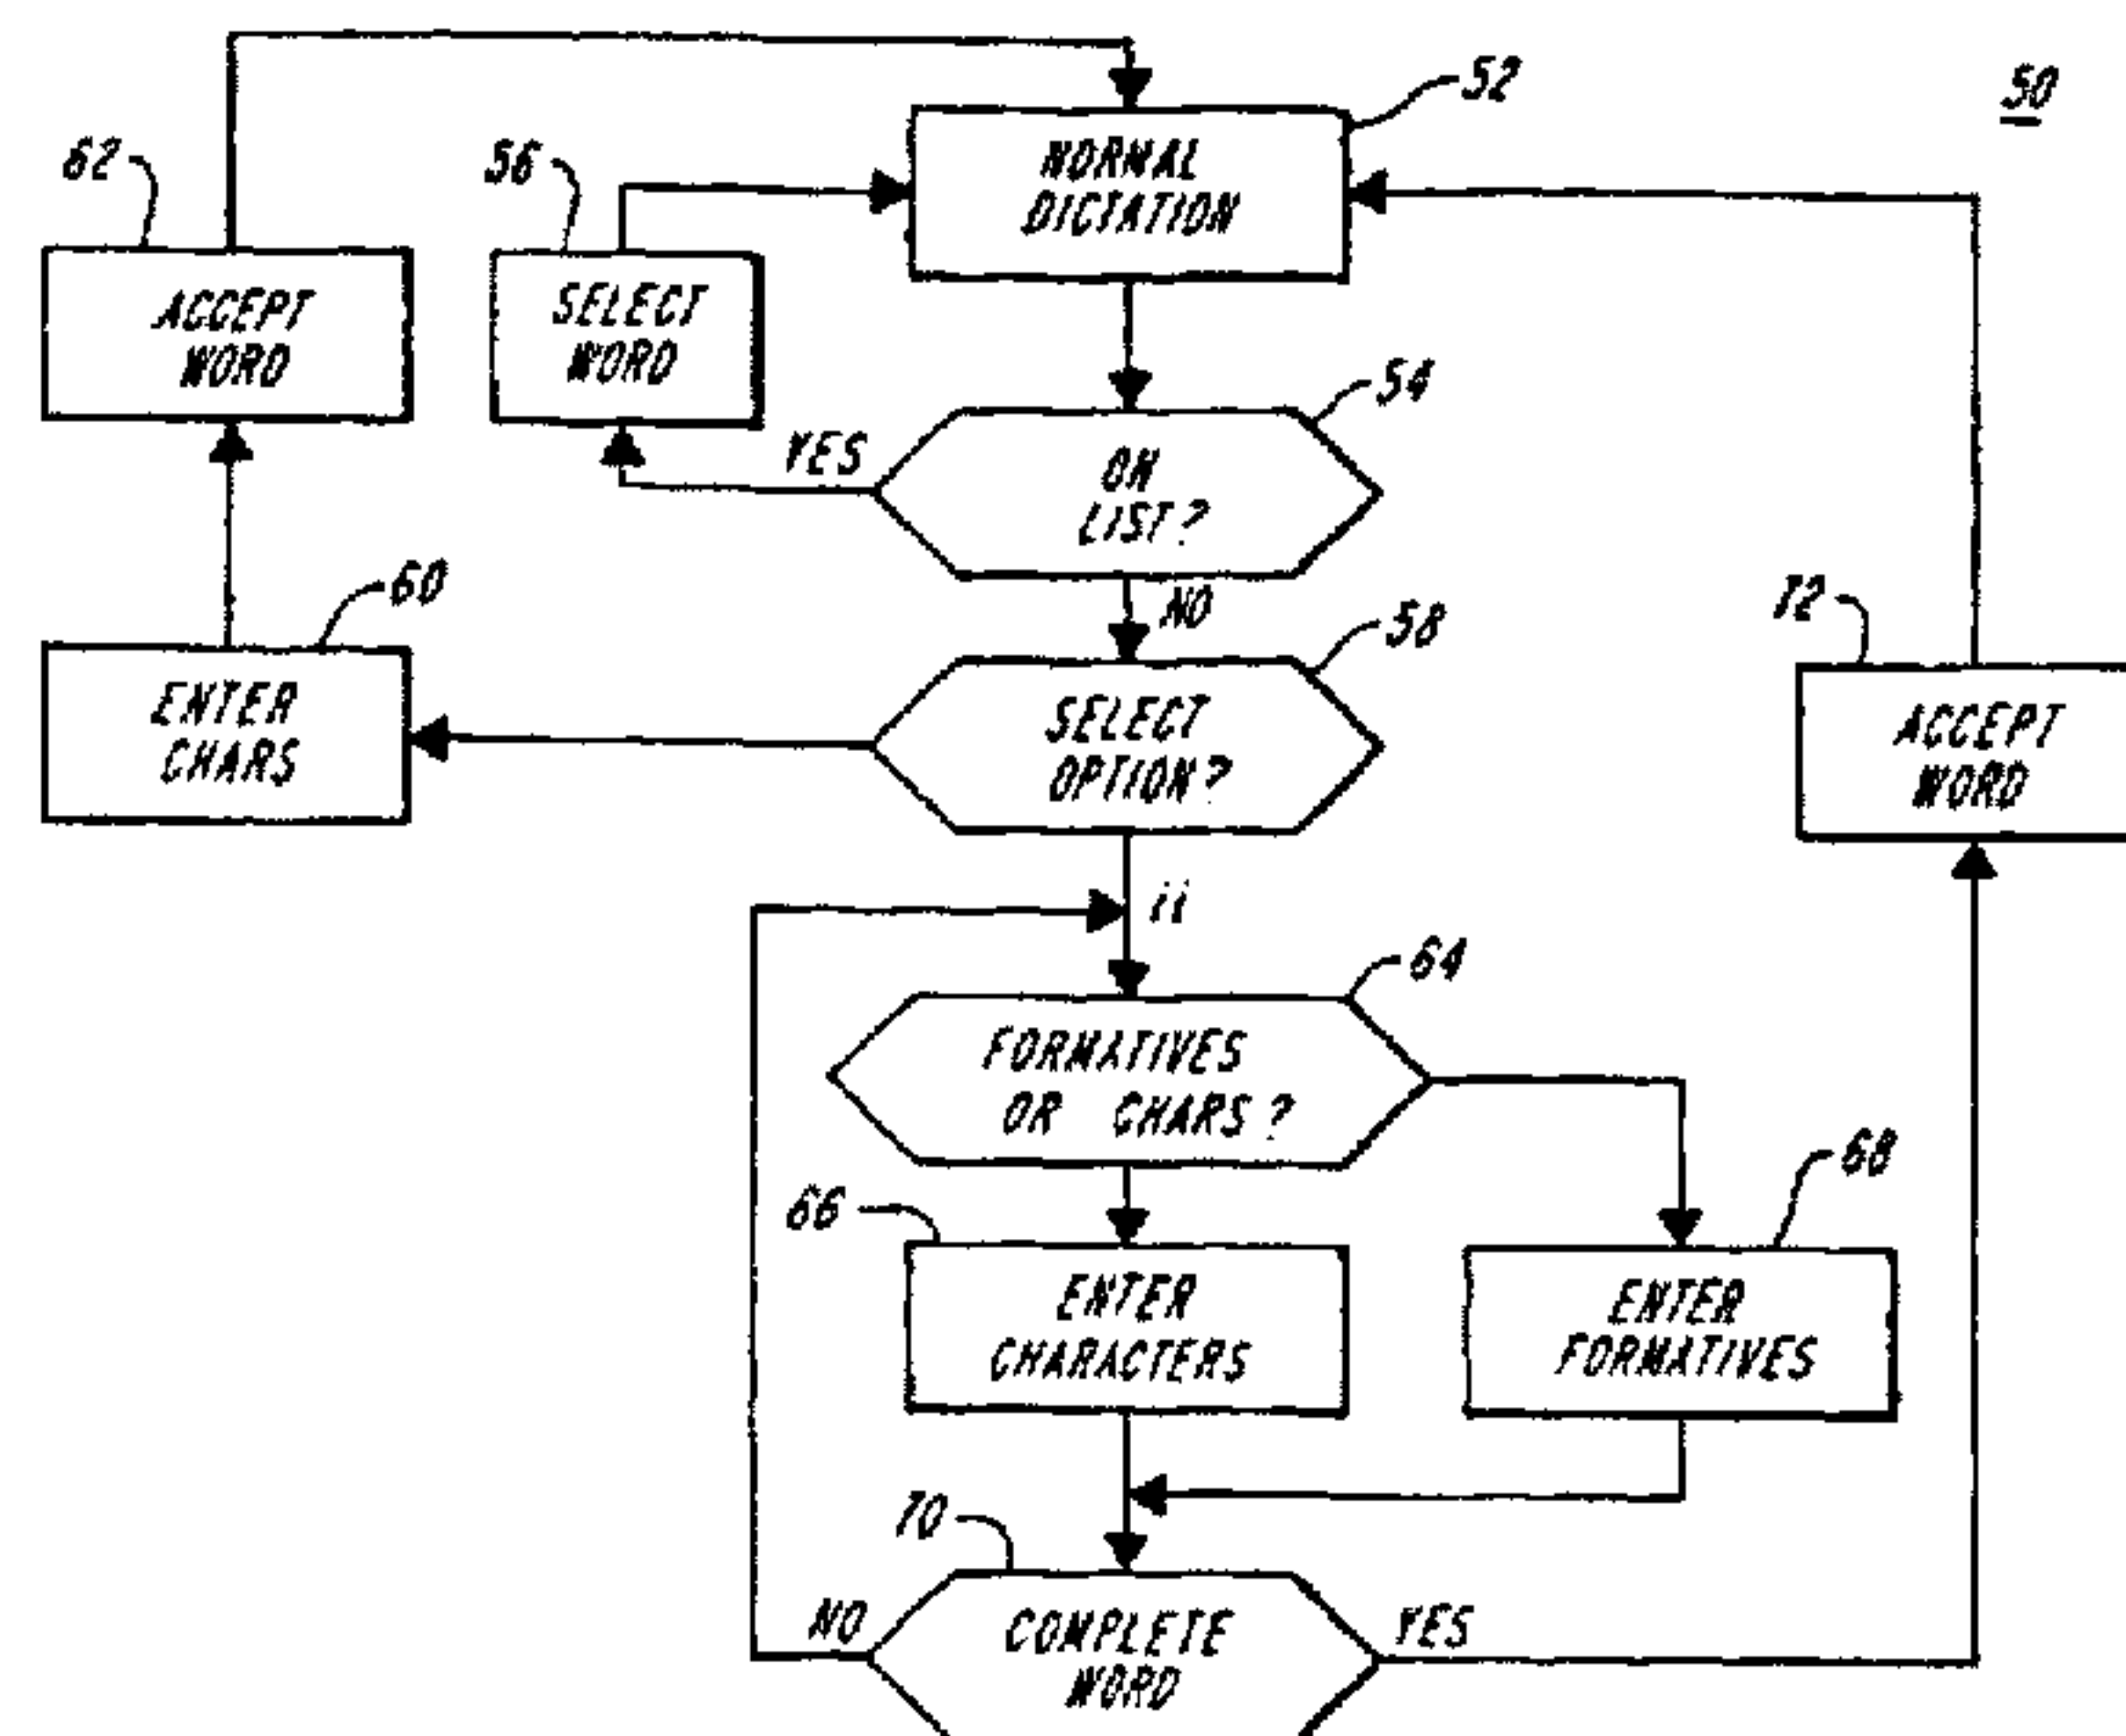 52
50
62
56
NORMAL
DICTATION
ACCEPT
WORD
SELECT
WORD
54
YES
ON
LIST?
60
NO
58
72
ENTER
CHARS
SELECT
OPTION?
ACCEPT
WORD
ii
64
FORMATIVES
OR CHARS?
66
68
ENTER
CHARACTERS
ENTER
FORMATIVES
70
NO
COMPLETE
WORD
YES